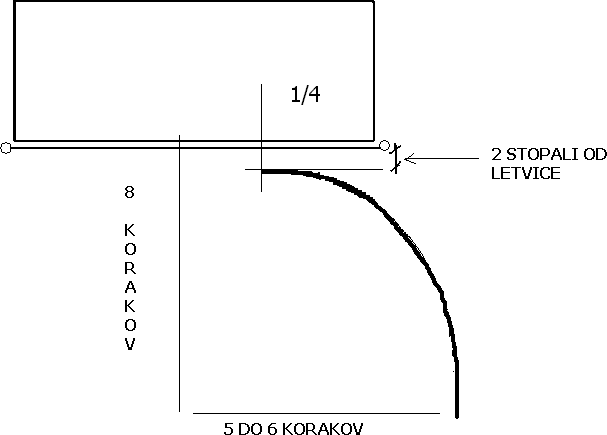 1/4
2 STOPALI OD
LETVICE
8
K
O
R
A
K
O
V
5 DO 6 KORAKOV